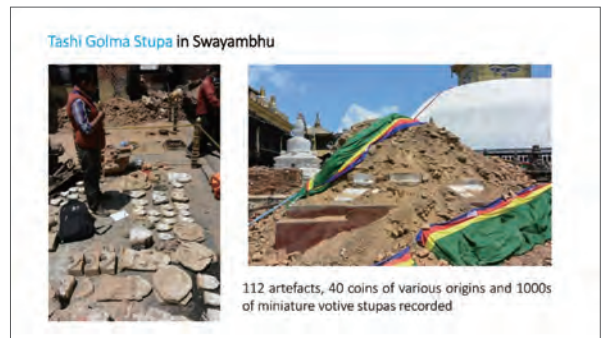 Tashi Golma Stupa in Swayambhu
112 artefacts, 40 coins of various origins and 1000s
of miniature votive stupas recorded